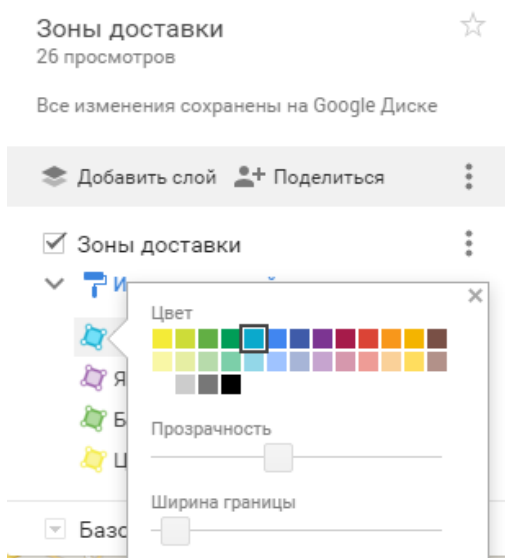 Зоны доставки
26 просмотров
Все изменения сохранены на Google Диске
Добавить слой Поделиться
Зоны доставки
Цвет
Прозрачность
Ширина границы